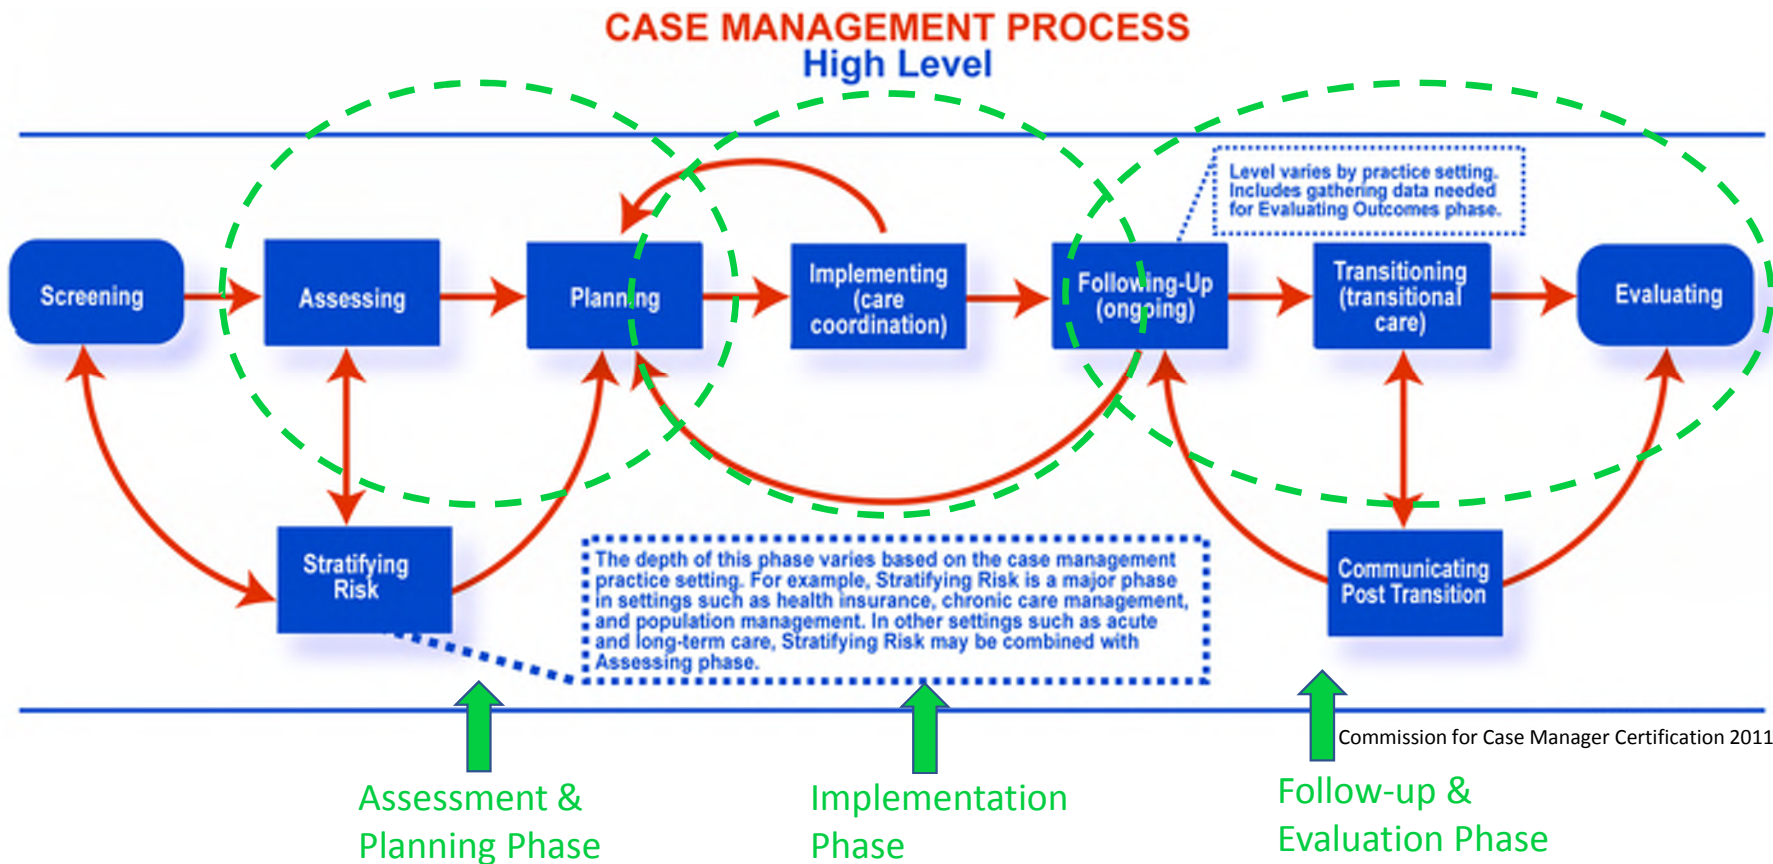 CASE MANAGEMENT PROCESS
High Level
Level varies by practice setting.
Includes gathering data needed
for Evaluating Outcomes phase.
Screening
Assessing
Planning
Implementing
(care
coordination)
Following-Up
(ongoing)
Transitioning
(transitional
care)
Evaluating
Stratifying
Risk
The depth of this phase varies based on the case management
practice setting. For example, Stratifying Risk is a major phase
in settings such as health insurance, chronic care management,
and population management. In other settings such as acute
and long-term care, Stratifying Risk may be combined with
Assessing phase.
Communicating
Post Transition
Commission for Case Manager Certification 2011
Assessment &
Planning Phase
Implementation
Phase
Follow-up &
Evaluation Phase